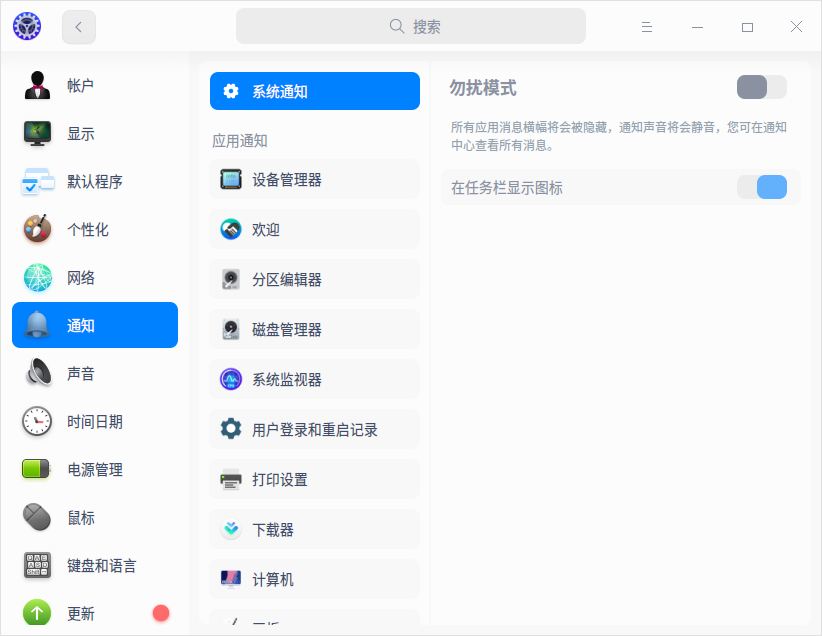 搜索
帐户
显示
默认程序
个性化
网络
通知
声音
时间日期
电源管理
鼠标
键盘和语言
更新
系统通知
应用通知
设备管理器
欢迎
分区编辑器
磁盘管理器
系统监视器
用户登录和重启记录
打印设置
下载器
计算机
勿扰模式
所有应用消息横幅将会被隐藏，通知声音将会静音，您可在通知
中心查看所有消息。
在任务栏显示图标